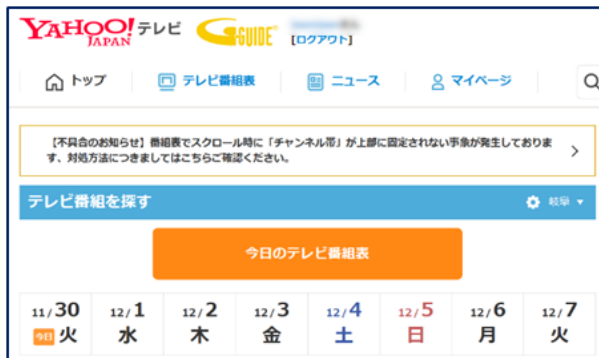 YAHOO! JAPAN テレビ G GUIDE
[ログアウト]
トップ テレビ番組表 ニュース マイページ
【不具合のお知らせ】番組表でスクロール時に「チャンネル帯」が上部に固定されない事象が発生しておりま
す、対処方法につきましてはこちらご確認ください。
テレビ番組を探す 岐阜
今日のテレビ番組表
11/30 12/1 12/2 12/3 12/4 12/5 12/6 12/7
今日 火 水 木 金 土 日 月 火